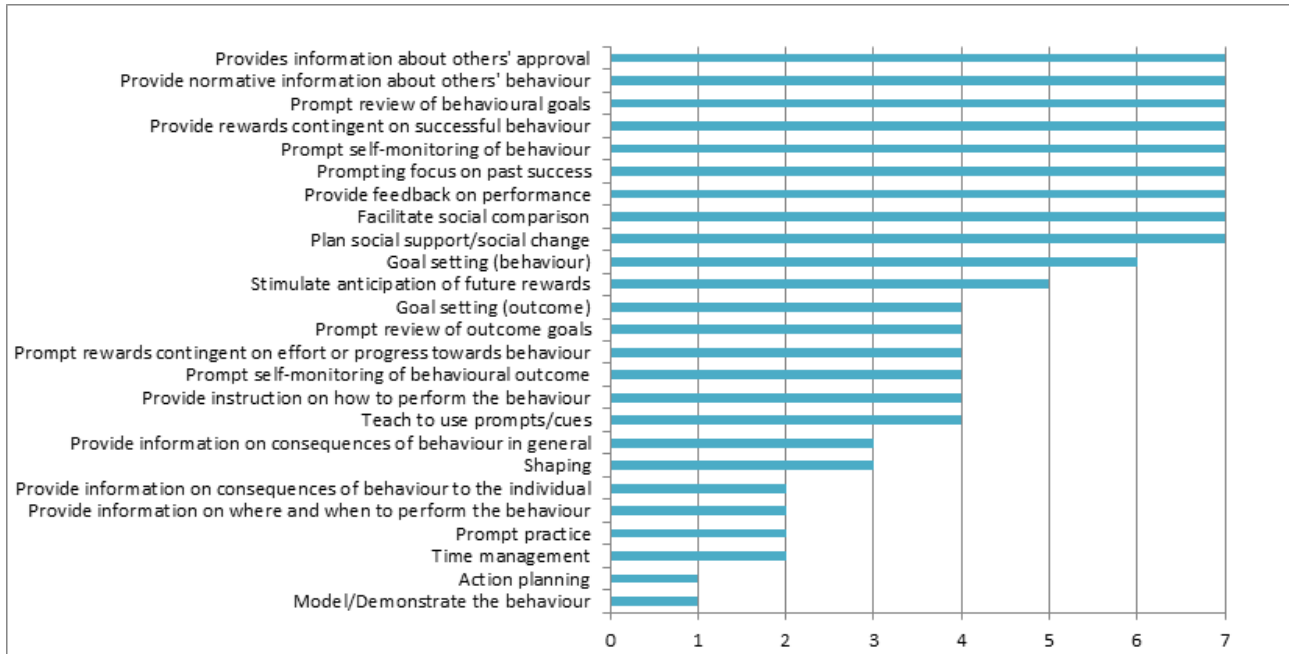 Provides information about others' approval
Provide normative information about others' behaviour
Prompt review of behavioural goals
Provide rewards contingent on successful behaviour
Prompt self-monitoring of behaviour
Prompting focus on past success
Provide feedback on performance
Facilitate social comparison
Plan social support/social change
Goal setting (behaviour)
Stimulate anticipation of future rewards
Goal setting (outcome)
Prompt review of outcome goals
Prompt rewards contingent on effort or progress towards behaviour
Prompt self-monitoring of behavioural outcome
Provide instruction on how to perform the behaviour
Teach to use prompts/cues
Provide information on consequences of behaviour in general
Shaping
Provide information on consequences of behaviour to the individual
Provide information on where and when to perform the behaviour
Prompt practice
Time management
Action planning
Model/Demonstrate the behaviour
0 1 2 3 4 5 6 7